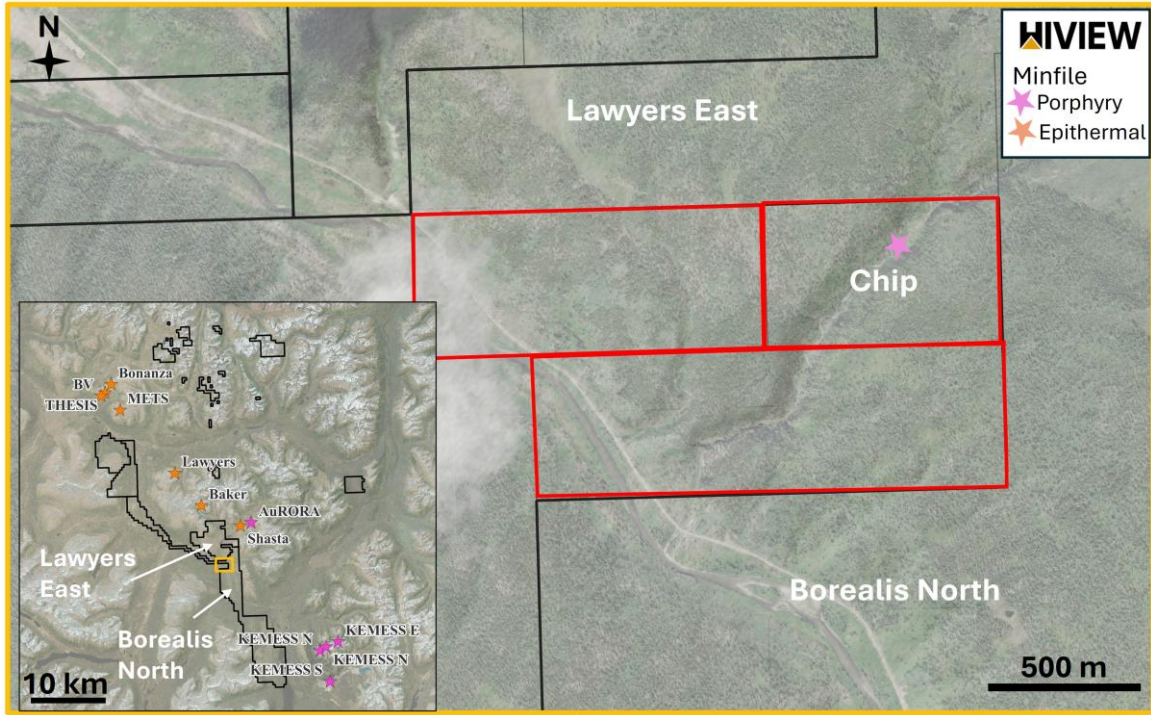 N
HIVIEW
Minfile
Porphyry
Epithermal
Lawyers East
Chip
Borealis North
500 m
Bonanza
BV
THESIS
METS
Lawyers
Baker
AuRORA
Shasta
Lawyers
East
Borealis
North
KEMESS E
KEMESS N
KEMESS N
KEMESS S
10 km